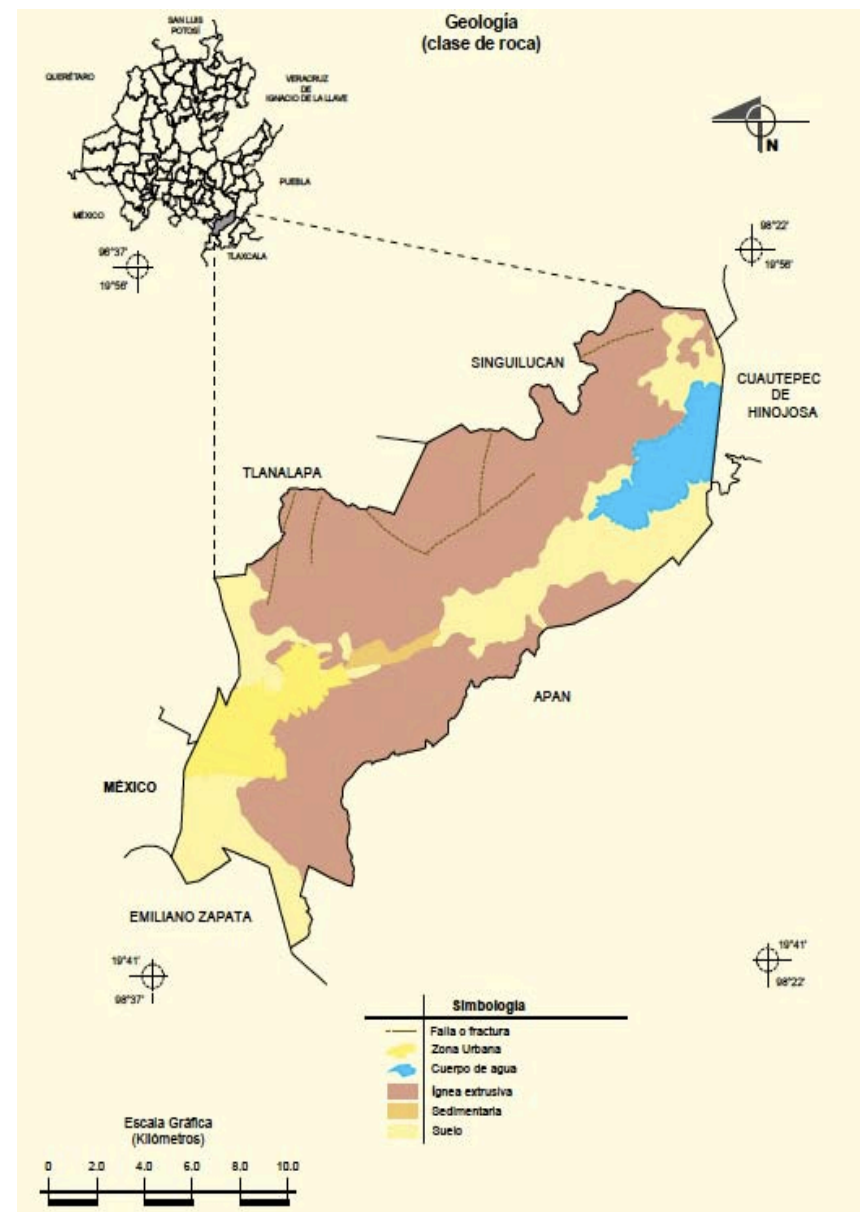 Geología
(clase de roca)
SAN LUIS
POTOSÍ
QUERÉTARO
VERACRUZ
DE
IGNACIO DE LA LLAVE
PUEBLA
MÉXICO
TLAXCALA
N
98°37'
19°56'
98°22'
19°56'
SINGUILUCAN
CUAUTEPEC
DE
HINOJOSA
TLANALAPA
APAN
MÉXICO
EMILIANO ZAPATA
19°41'
98°37'
19°41'
98°22'
Simbología
Falla o fractura
Zona Urbana
Cuerpo de agua
Ígnea extrusiva
Sedimentaria
Suelo
Escala Gráfica
(Kilómetros)
0 2.0 4.0 6.0 8.0 10.0